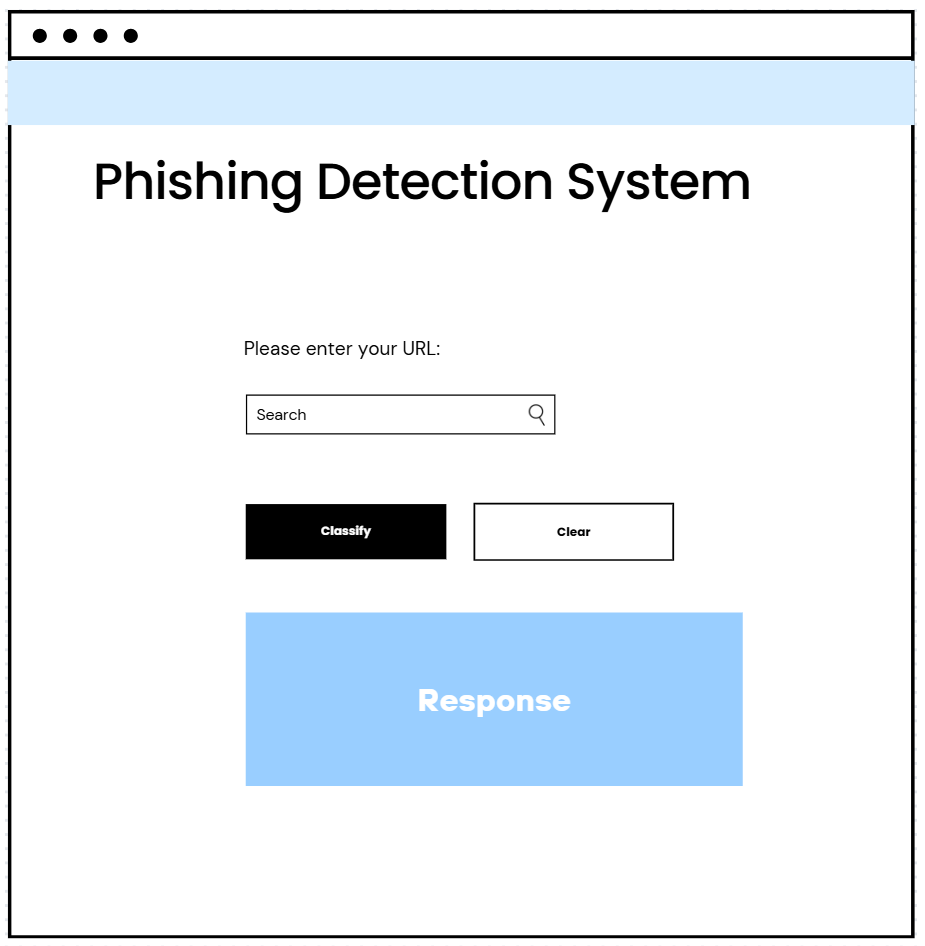 Phishing Detection System
Please enter your URL:
Search
Classify
Clear
Response